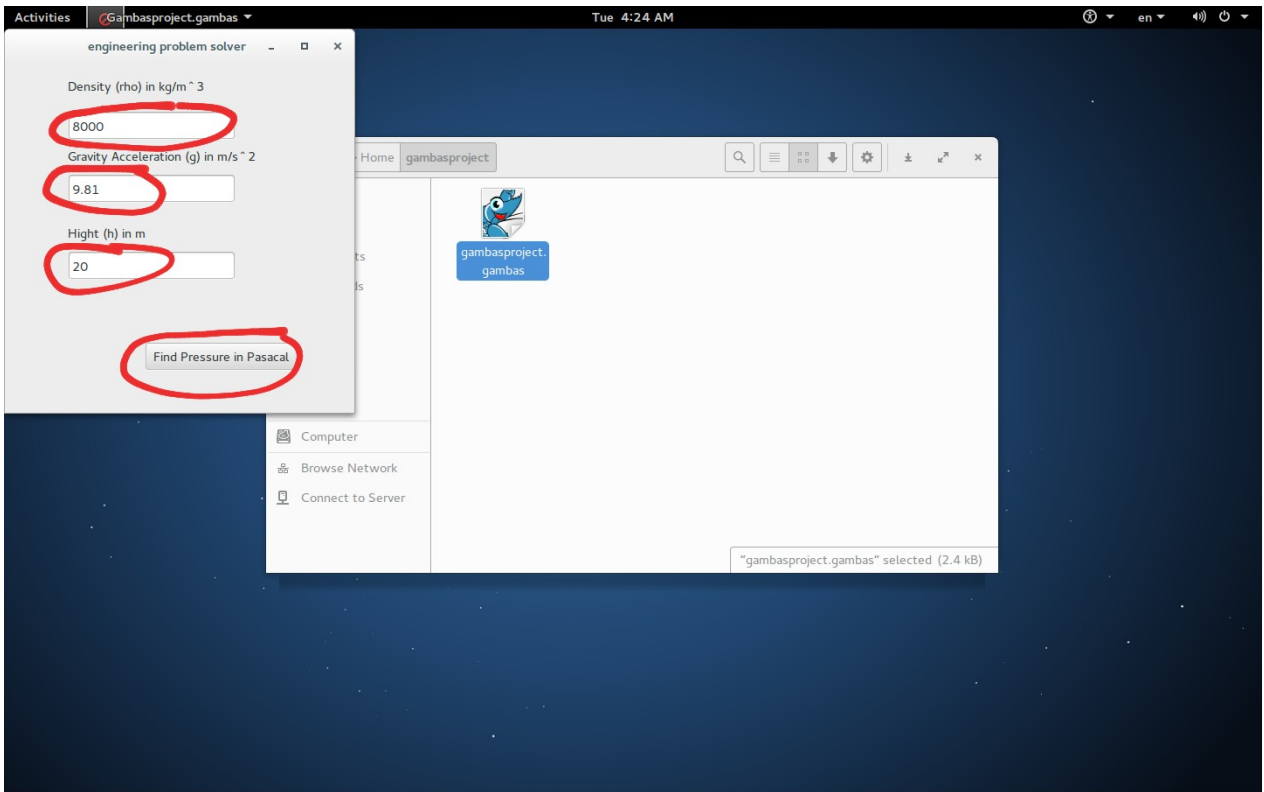 Activities Gambasproject.gambas Tue 4:24 AM en
engineering problem solver
Density (rho) in kg/m^3
8000
Gravity Acceleration (g) in m/s^2
9.81
Hight (h) in m
20
Find Pressure in Pasacal
Home gambasproject
ts
ds
Computer
Browse Network
Connect to Server
gambasproject.
gambas
"gambasproject.gambas" selected (2.4 kB)